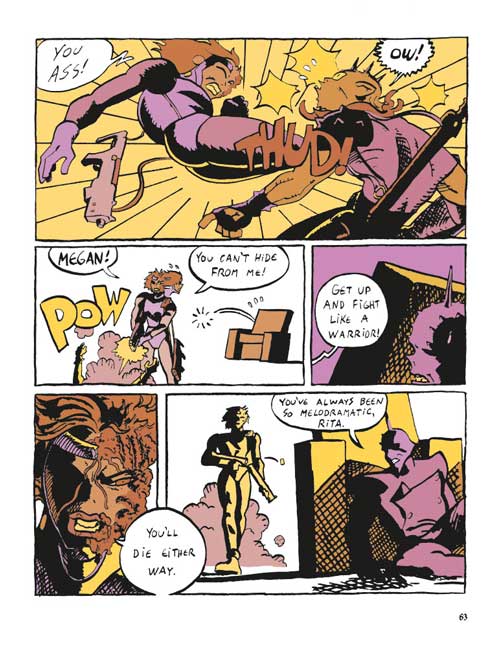 YOU
ASS!
OW!
THUD!
MEGAN!
YOU CAN'T HIDE
FROM ME!
POW
GET UP
AND FIGHT
LIKE A
WARRIOR!
YOU'LL
DIE EITHER
WAY.
YOU'VE ALWAYS BEEN
SO MELODRAMATIC,
RITA.
63